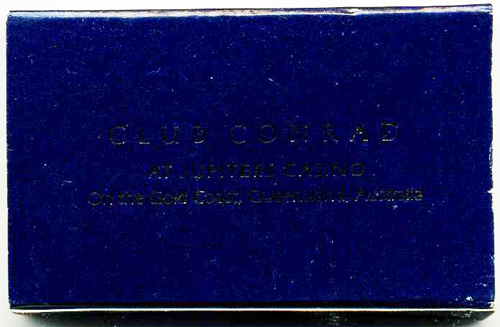 CLUB CONRAD
AT JUPITERS CASINO
On the Gold Coast, Queensland, Australia